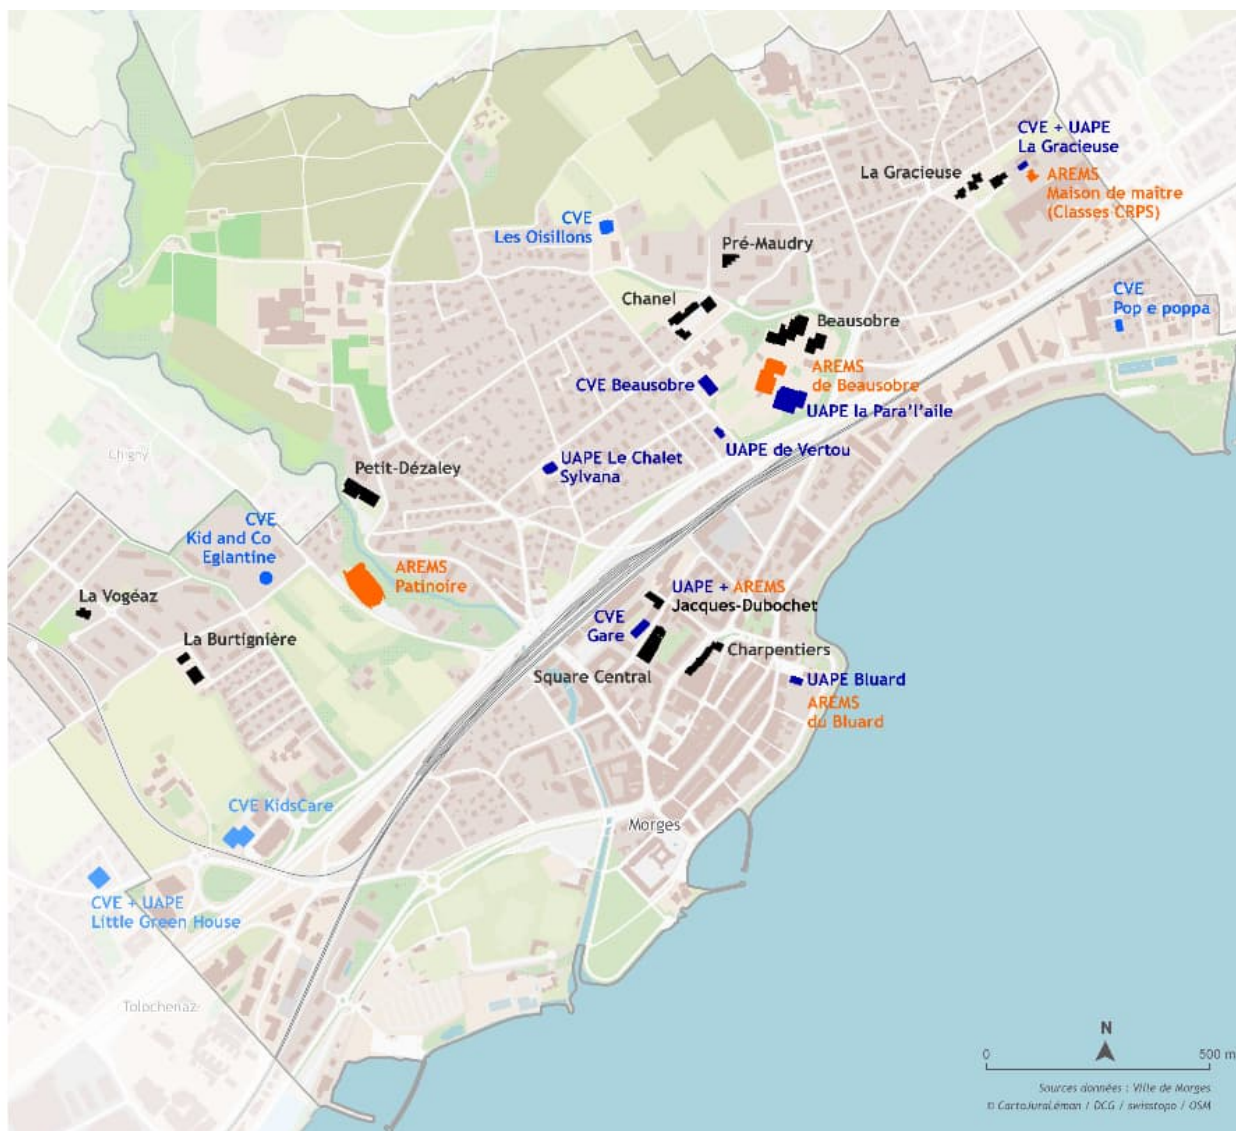 CVE + UAPE
La Gracieuse
La Gracieuse
AREMS
Maison de maître
(Classes CRPS)
CVE
Les Oisillons
Pré-Maudry
CVE
Pop e poppa
Chanel
Beausobre
AREMS
de Beausobre
CVE Beausobre
UAPE la Para'l'aile
UAPE de Vertou
UAPE Le Chalet
Sylvana
Chigny
Petit-Dézaley
CVE
Kid and Co
Eglantine
AREMS
Patinoire
La Vogéaz
La Burtignière
UAPE + AREMS
Jacques-Dubochet
CVE
Gare
Charpentiers
Square Central
UAPE Bluard
AREMS
du Bluard
CVE KidsCare
Morges
CVE + UAPE
Little Green House
Tolochenaz
N
0 500 m
Sources données : Ville de Morges
© CartoJuraLéman / DCG / swisstopo / OSM